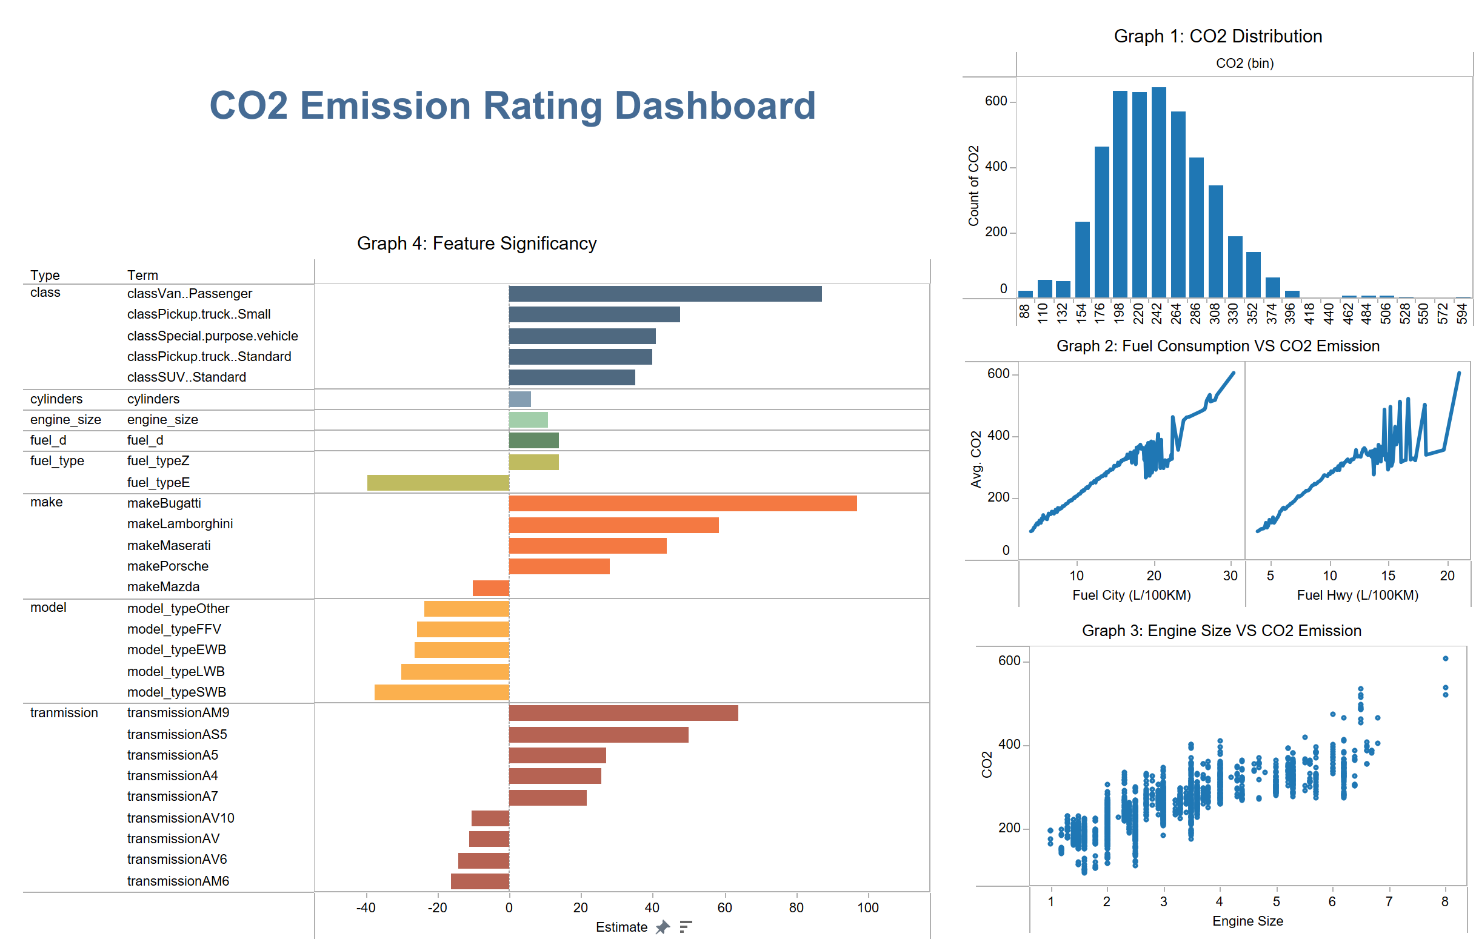 CO2 Emission Rating Dashboard
Graph 4: Feature Significancy
Type Term
class classVan..Passenger
classPickup.truck..Small
classSpecial.purpose.vehicle
classPickup.truck..Standard
classSUV..Standard
cylinders cylinders
engine_size engine_size
fuel_d fuel_d
fuel_type fuel_typeZ
fuel_typeE
make makeBugatti
makeLamborghini
makeMaserati
makePorsche
makeMazda
model model_typeOther
model_typeFFV
model_typeEWB
model_typeLWB
model_typeSWB
tranmission transmissionAM9
transmissionAS5
transmissionA5
transmissionA4
transmissionA7
transmissionAV10
transmissionAV
transmissionAV6
transmissionAM6
-40 -20 0 20 40 60 80 100
Estimate
Graph 1: CO2 Distribution
CO2 (bin)
600
400
200
0
Count of CO2
88 110 132 154 176 198 220 242 264 286 308 330 352 374 396 418 440 462 484 506 528 550 572 594
Graph 2: Fuel Consumption VS CO2 Emission
600
400
200
0
Avg. CO2
10 20 30 5 10 15 20
Fuel City (L/100KM) Fuel Hwy (L/100KM)
Graph 3: Engine Size VS CO2 Emission
600
400
200
CO2
1 2 3 4 5 6 7 8
Engine Size